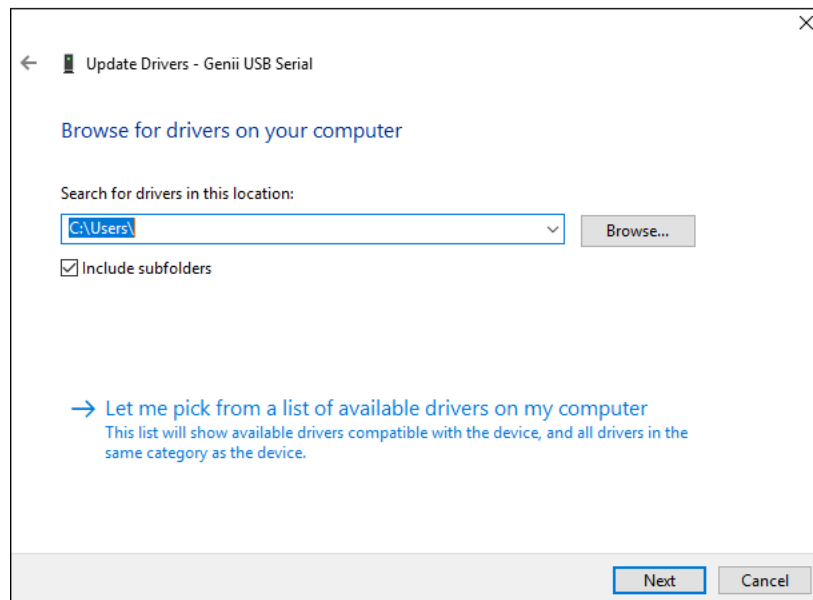 Update Drivers - Genii USB Serial
Browse for drivers on your computer
Search for drivers in this location:
C:\Users\
Browse...
Include subfolders
Let me pick from a list of available drivers on my computer
This list will show available drivers compatible with the device, and all drivers in the
same category as the device.
Next
Cancel